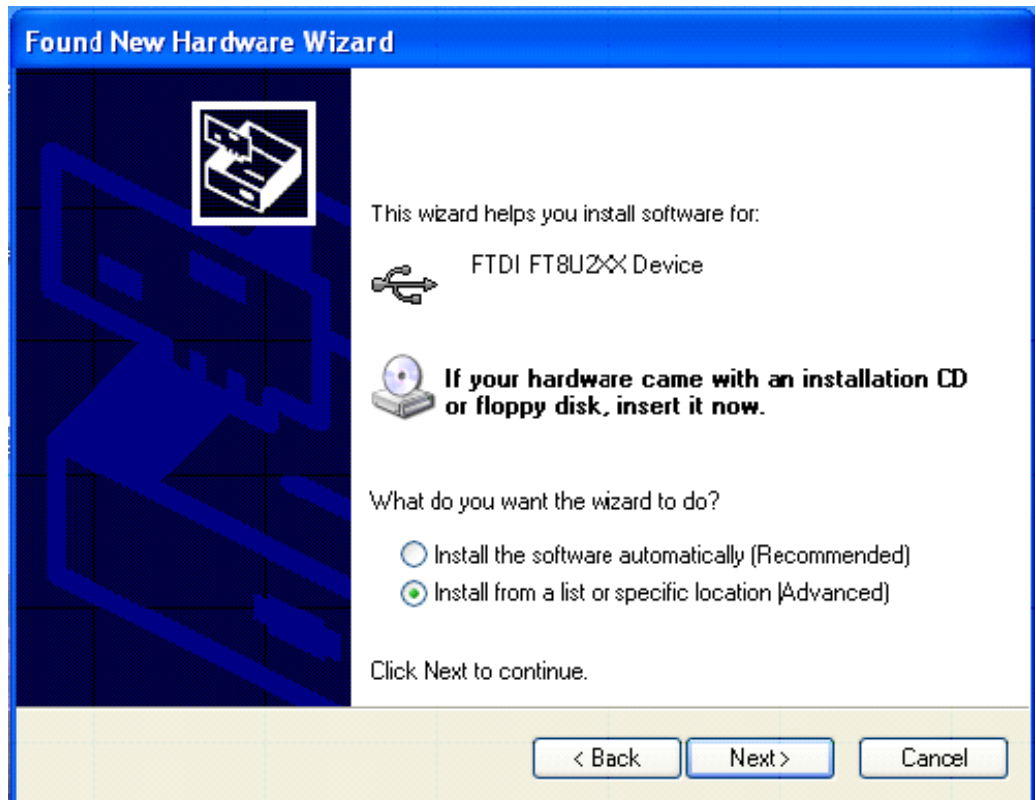 Found New Hardware Wizard
This wizard helps you install software for:
FTDI FT8U2XX Device
If your hardware came with an installation CD
or floppy disk, insert it now.
What do you want the wizard to do?
Install the software automatically (Recommended)
Install from a list or specific location (Advanced)
Click Next to continue.
< Back Next > Cancel